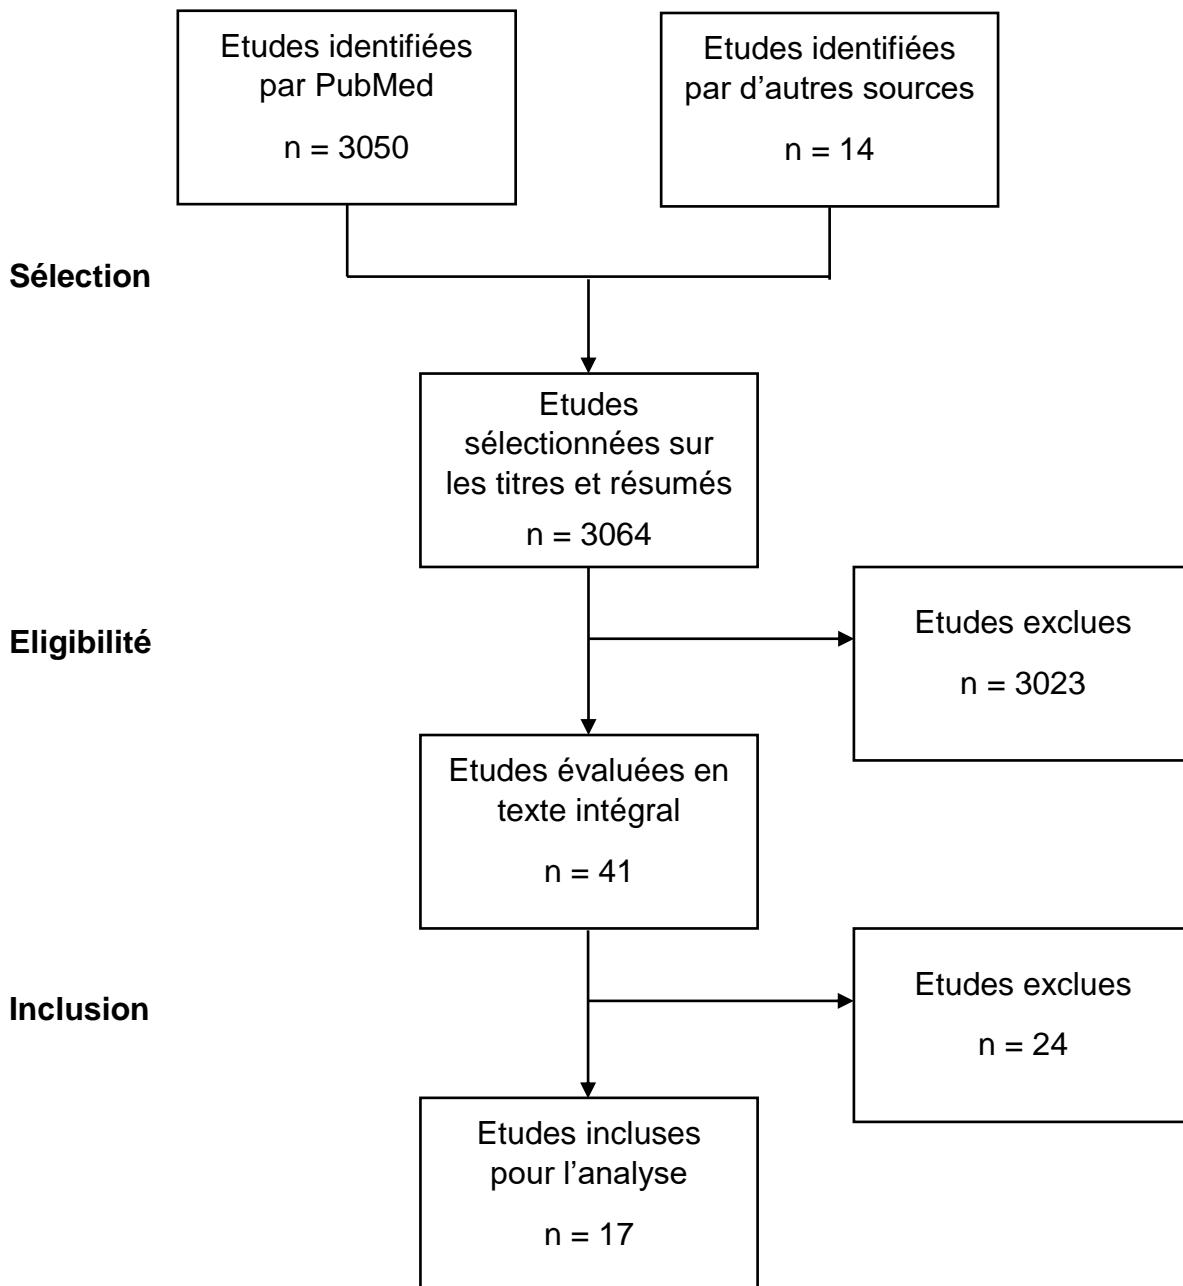 Etudes identifiées
par PubMed
n = 3050
Etudes identifiées
par d’autres sources
n = 14
Sélection
Etudes
sélectionnées sur
les titres et résumés
n = 3064
Eligibilité
Etudes exclues
n = 3023
Etudes évaluées en
texte intégral
n = 41
Inclusion
Etudes exclues
n = 24
Etudes incluses
pour l’analyse
n = 17